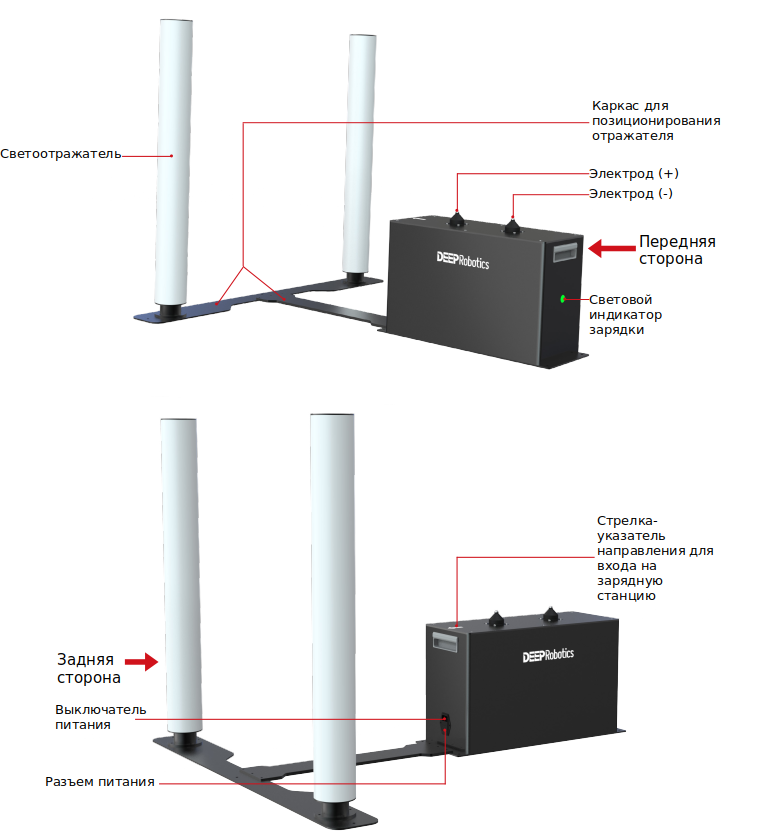 Каркас для
позиционирования
отражателя
Светоотражатель
Электрод (+)
Электрод (-)
Передняя
сторона
DEEPRobotics
Световой
индикатор
зарядки
Стрелка-
указатель
направления для
входа на
зарядную
станцию
DEEPRobotics
Задняя
сторона
Выключатель
питания
Разъем питания